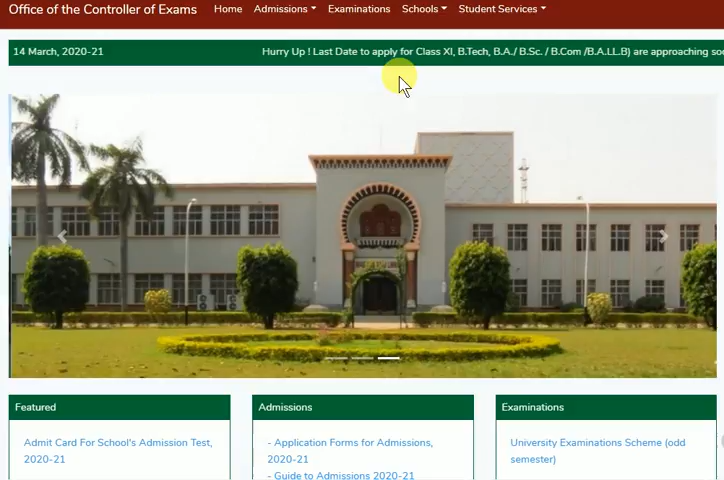 Office of the Controller of Exams Home Admissions Examinations Schools Student Services
14 March, 2020-21 Hurry Up ! Last Date to apply for Class XI, B.Tech, B.A./ B.Sc. / B.Com /B.A.LL.B) are approaching
Featured
Admit Card For School's Admission Test,
2020-21
Admissions
- Application Forms for Admissions,
2020-21
- Guide to Admissions 2020-21
Examinations
University Examinations Scheme (odd
semester)